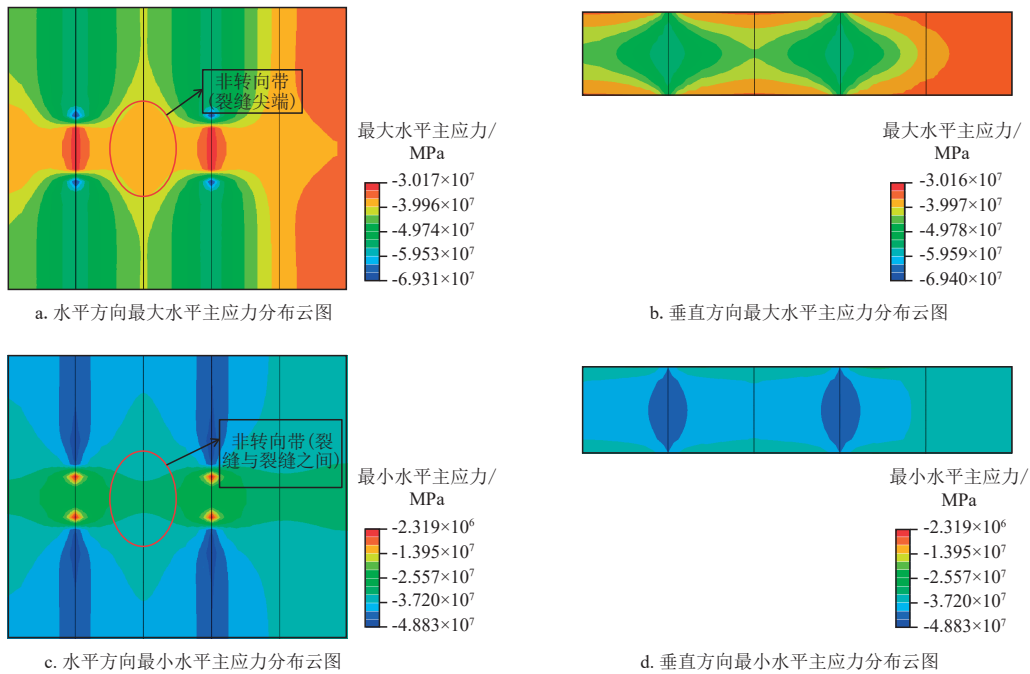 非转向带
(裂缝尖端)
最大水平主应力/
MPa
-3.017×10⁷
-3.996×10⁷
-4.974×10⁷
-5.953×10⁷
-6.931×10⁷
a. 水平方向最大水平主应力分布云图
最大水平主应力/
MPa
-3.016×10⁷
-3.997×10⁷
-4.978×10⁷
-5.959×10⁷
-6.940×10⁷
b. 垂直方向最大水平主应力分布云图
非转向带(裂
缝与裂缝之间)
最小水平主应力/
MPa
-2.319×10⁶
-1.395×10⁷
-2.557×10⁷
-3.720×10⁷
-4.883×10⁷
c. 水平方向最小水平主应力分布云图
最小水平主应力/
MPa
-2.319×10⁶
-1.395×10⁷
-2.557×10⁷
-3.720×10⁷
-4.883×10⁷
d. 垂直方向最小水平主应力分布云图